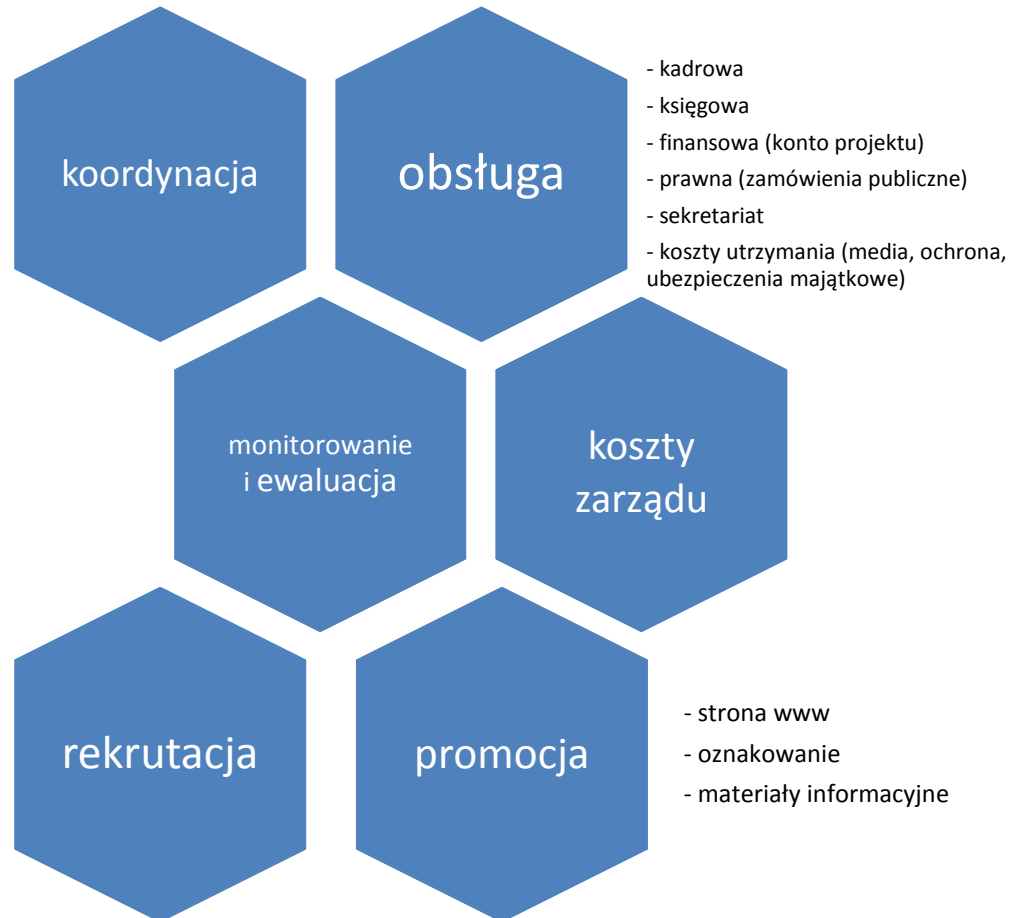 koordynacja
obsługa
- kadrowa
- księgowa
- finansowa (konto projektu)
- prawna (zamówienia publiczne)
- sekretariat
- koszty utrzymania (media, ochrona,
ubezpieczenia majątkowe)
monitorowanie
i ewaluacja
koszty
zarządu
rekrutacja
promocja
- strona www
- oznakowanie
- materiały informacyjne